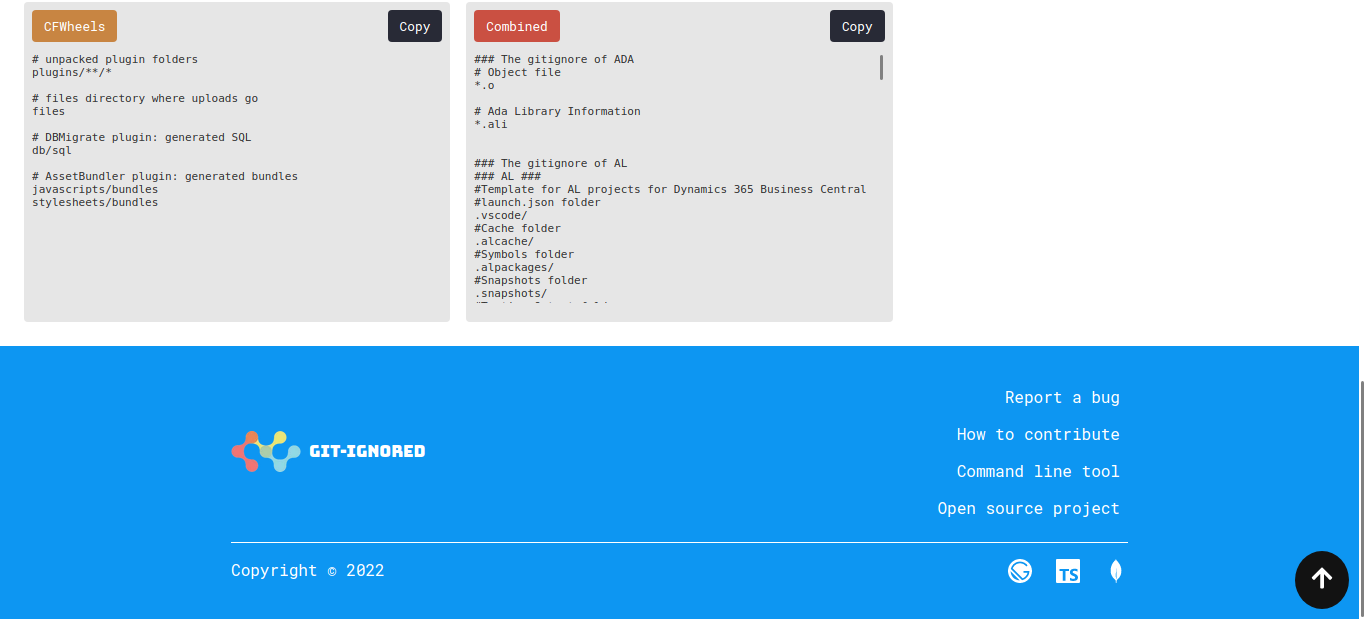 CFWheels
Copy
# unpacked plugin folders
plugins/**/*
# files directory where uploads go
files
# DBMigrate plugin: generated SQL
db/sql
# AssetBundler plugin: generated bundles
javascripts/bundles
stylesheets/bundles
Combined
Copy
### The gitignore of ADA
# Object file
*.o
# Ada Library Information
*.ali
### The gitignore of AL
### AL ###
#Template for AL projects for Dynamics 365 Business Central
#launch.json folder
.vscode/
#Cache folder
.alcache/
#Symbols folder
.alpackages/
#Snapshots folder
.snapshots/
GIT-IGNORED
Report a bug
How to contribute
Command line tool
Open source project
Copyright © 2022
TS